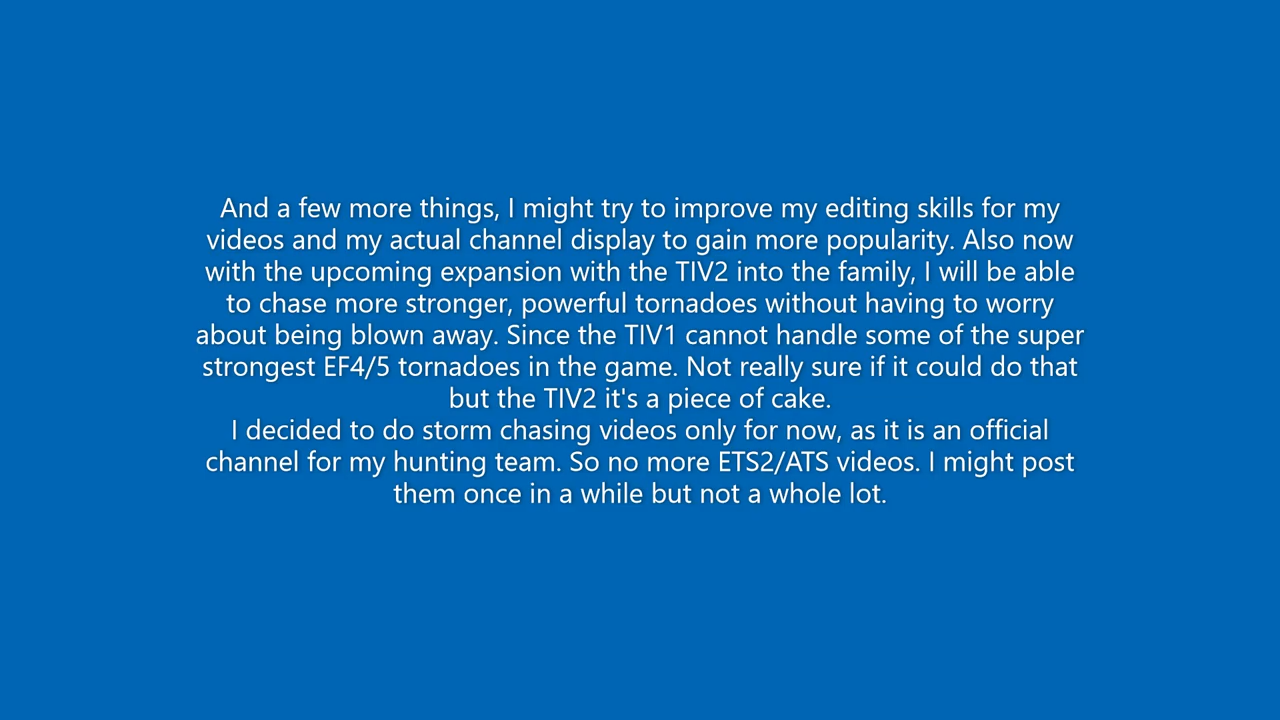 And a few more things, I might try to improve my editing skills for my
videos and my actual channel display to gain more popularity. Also now
with the upcoming expansion with the TIV2 into the family, I will be able
to chase more stronger, powerful tornadoes without having to worry
about being blown away. Since the TIV1 cannot handle some of the super
strongest EF4/5 tornadoes in the game. Not really sure if it could do that
but the TIV2 it's a piece of cake.
I decided to do storm chasing videos only for now, as it is an official
channel for my hunting team. So no more ETS2/ATS videos. I might post
them once in a while but not a whole lot.